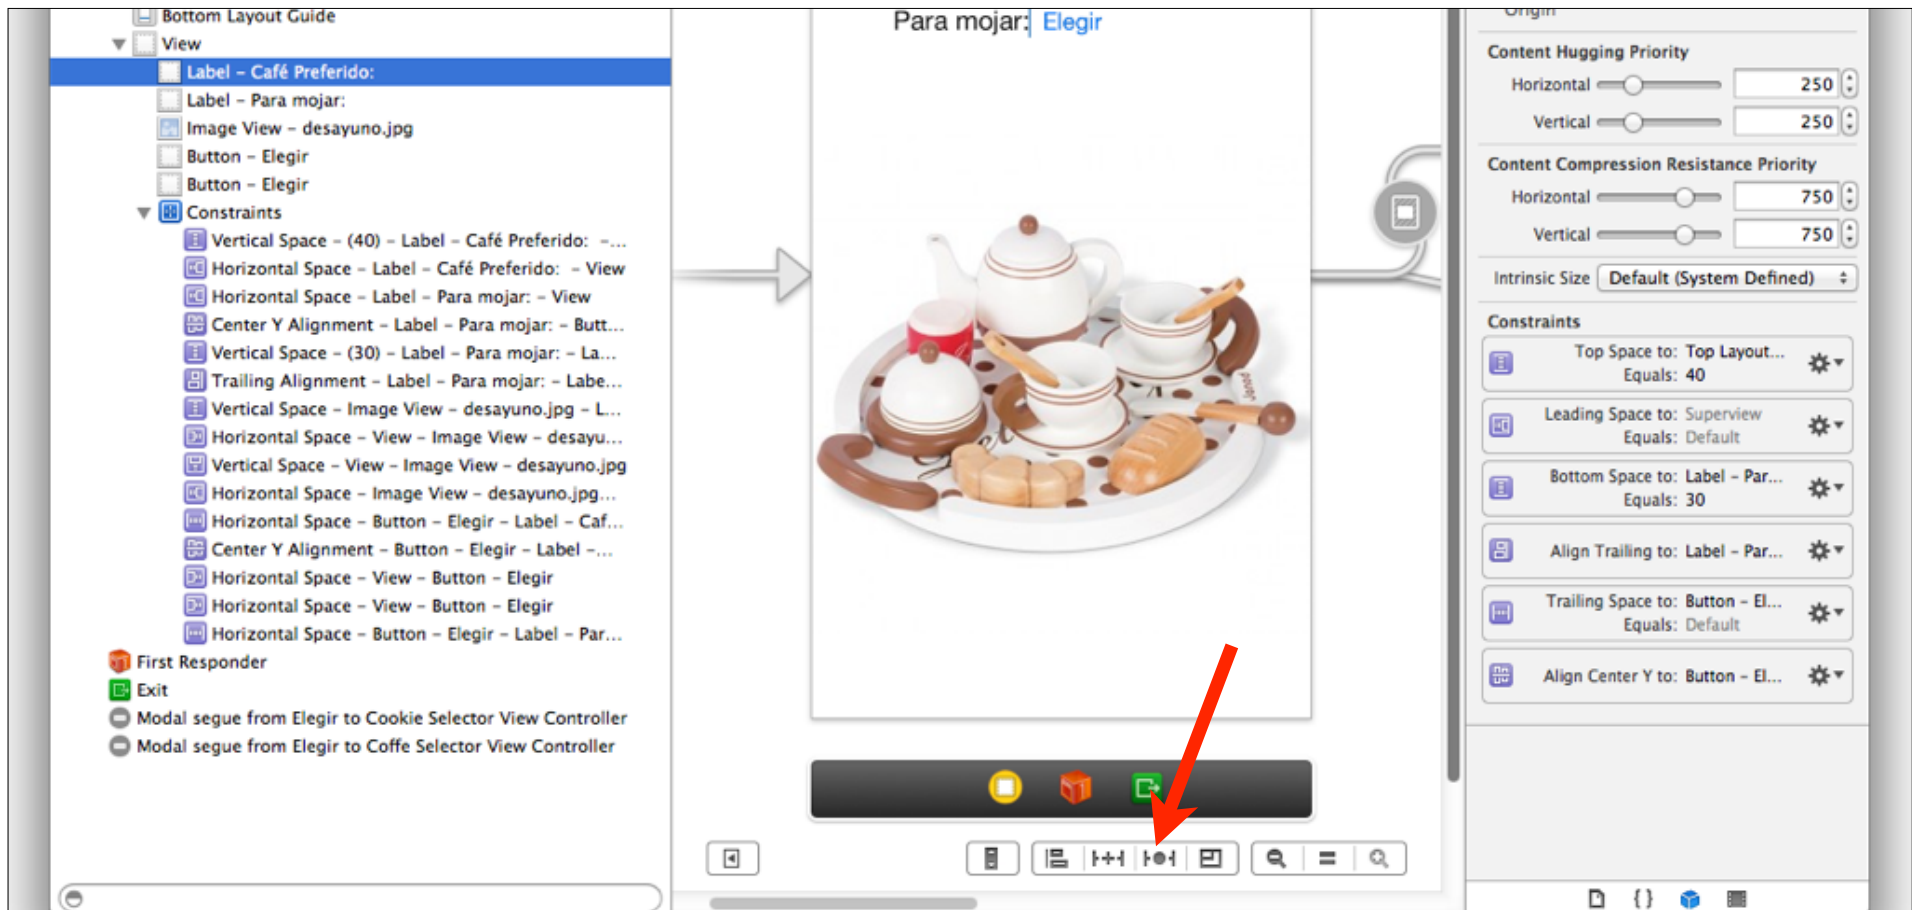 Bottom Layout Guide
View
Label – Café Preferido:
Label – Para mojar:
Image View – desayuno.jpg
Button – Elegir
Button – Elegir
Constraints
Vertical Space – (40) – Label – Café Preferido: –...
Horizontal Space – Label – Café Preferido: – View
Horizontal Space – Label – Para mojar: – View
Center Y Alignment – Label – Para mojar: – Butt...
Vertical Space – (30) – Label – Para mojar: – La...
Trailing Alignment – Label – Para mojar: – Labe...
Vertical Space – Image View – desayuno.jpg – L...
Horizontal Space – View – Image View – desayu...
Vertical Space – View – Image View – desayuno.jpg
Horizontal Space – Image View – desayuno.jpg...
Horizontal Space – Button – Elegir – Label – Caf...
Center Y Alignment – Button – Elegir – Label –...
Horizontal Space – View – Button – Elegir
Horizontal Space – View – Button – Elegir
Horizontal Space – Button – Elegir – Label – Par...
First Responder
Exit
Modal segue from Elegir to Cookie Selector View Controller
Modal segue from Elegir to Coffe Selector View Controller
Para mojar: Elegir
Janod
Origin
Content Hugging Priority
Horizontal 250
Vertical 250
Content Compression Resistance Priority
Horizontal 750
Vertical 750
Intrinsic Size Default (System Defined)
Constraints
Top Space to: Top Layout...
Equals: 40
Leading Space to: Superview
Equals: Default
Bottom Space to: Label – Par...
Equals: 30
Align Trailing to: Label – Par...
Trailing Space to: Button – El...
Equals: Default
Align Center Y to: Button – El...